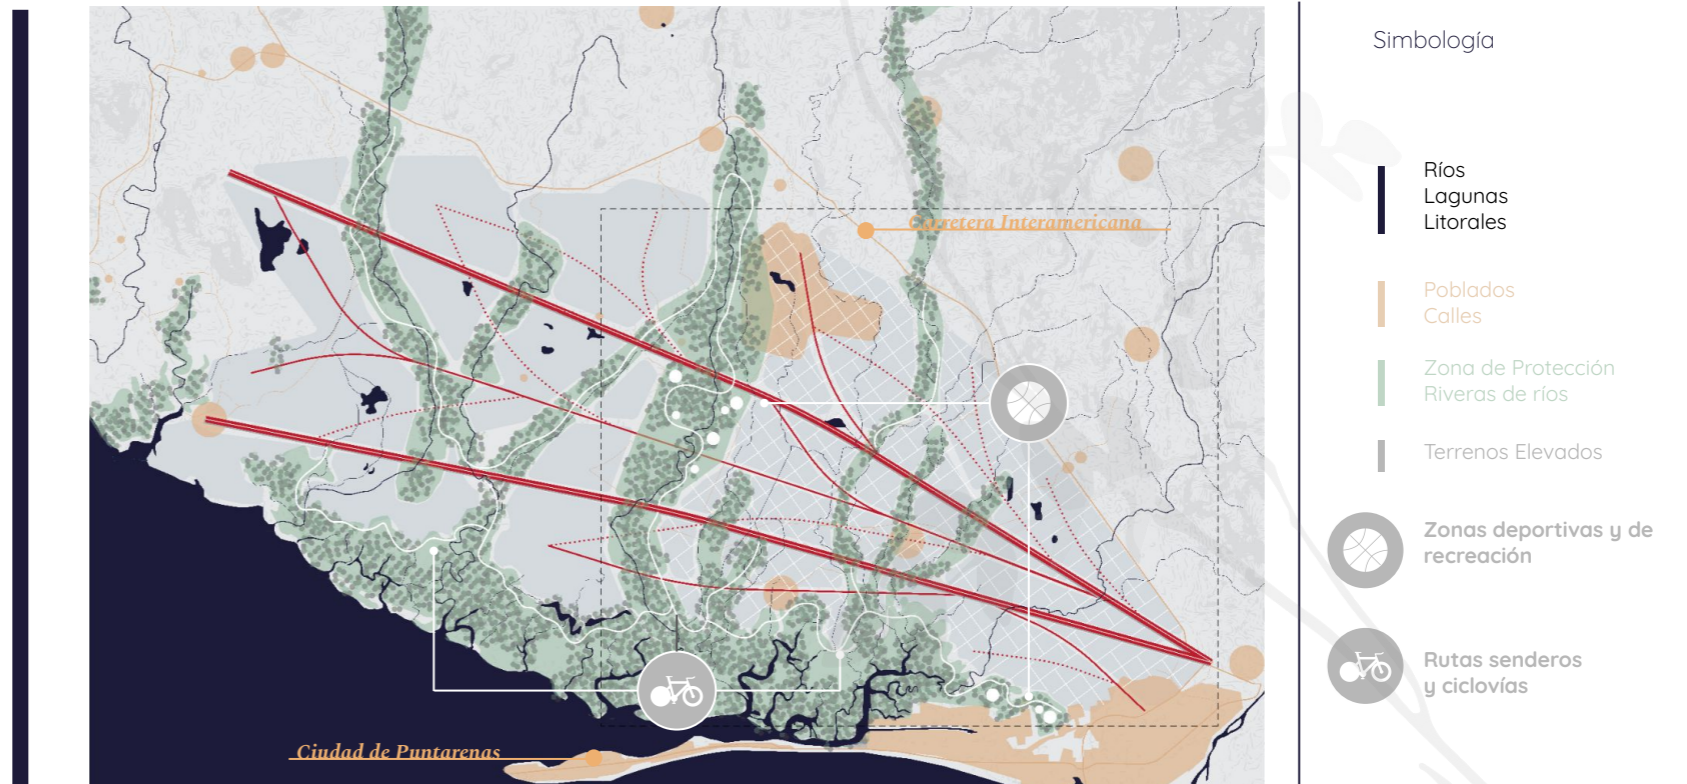 Simbología
Carretera Interamericana
Ciudad de Puntarenas
Ríos
Lagunas
Litorales
Poblados
Calles
Zona de Protección
Riveras de ríos
Terrenos Elevados
Zonas deportivas y de
recreación
Rutas senderos
y ciclovías